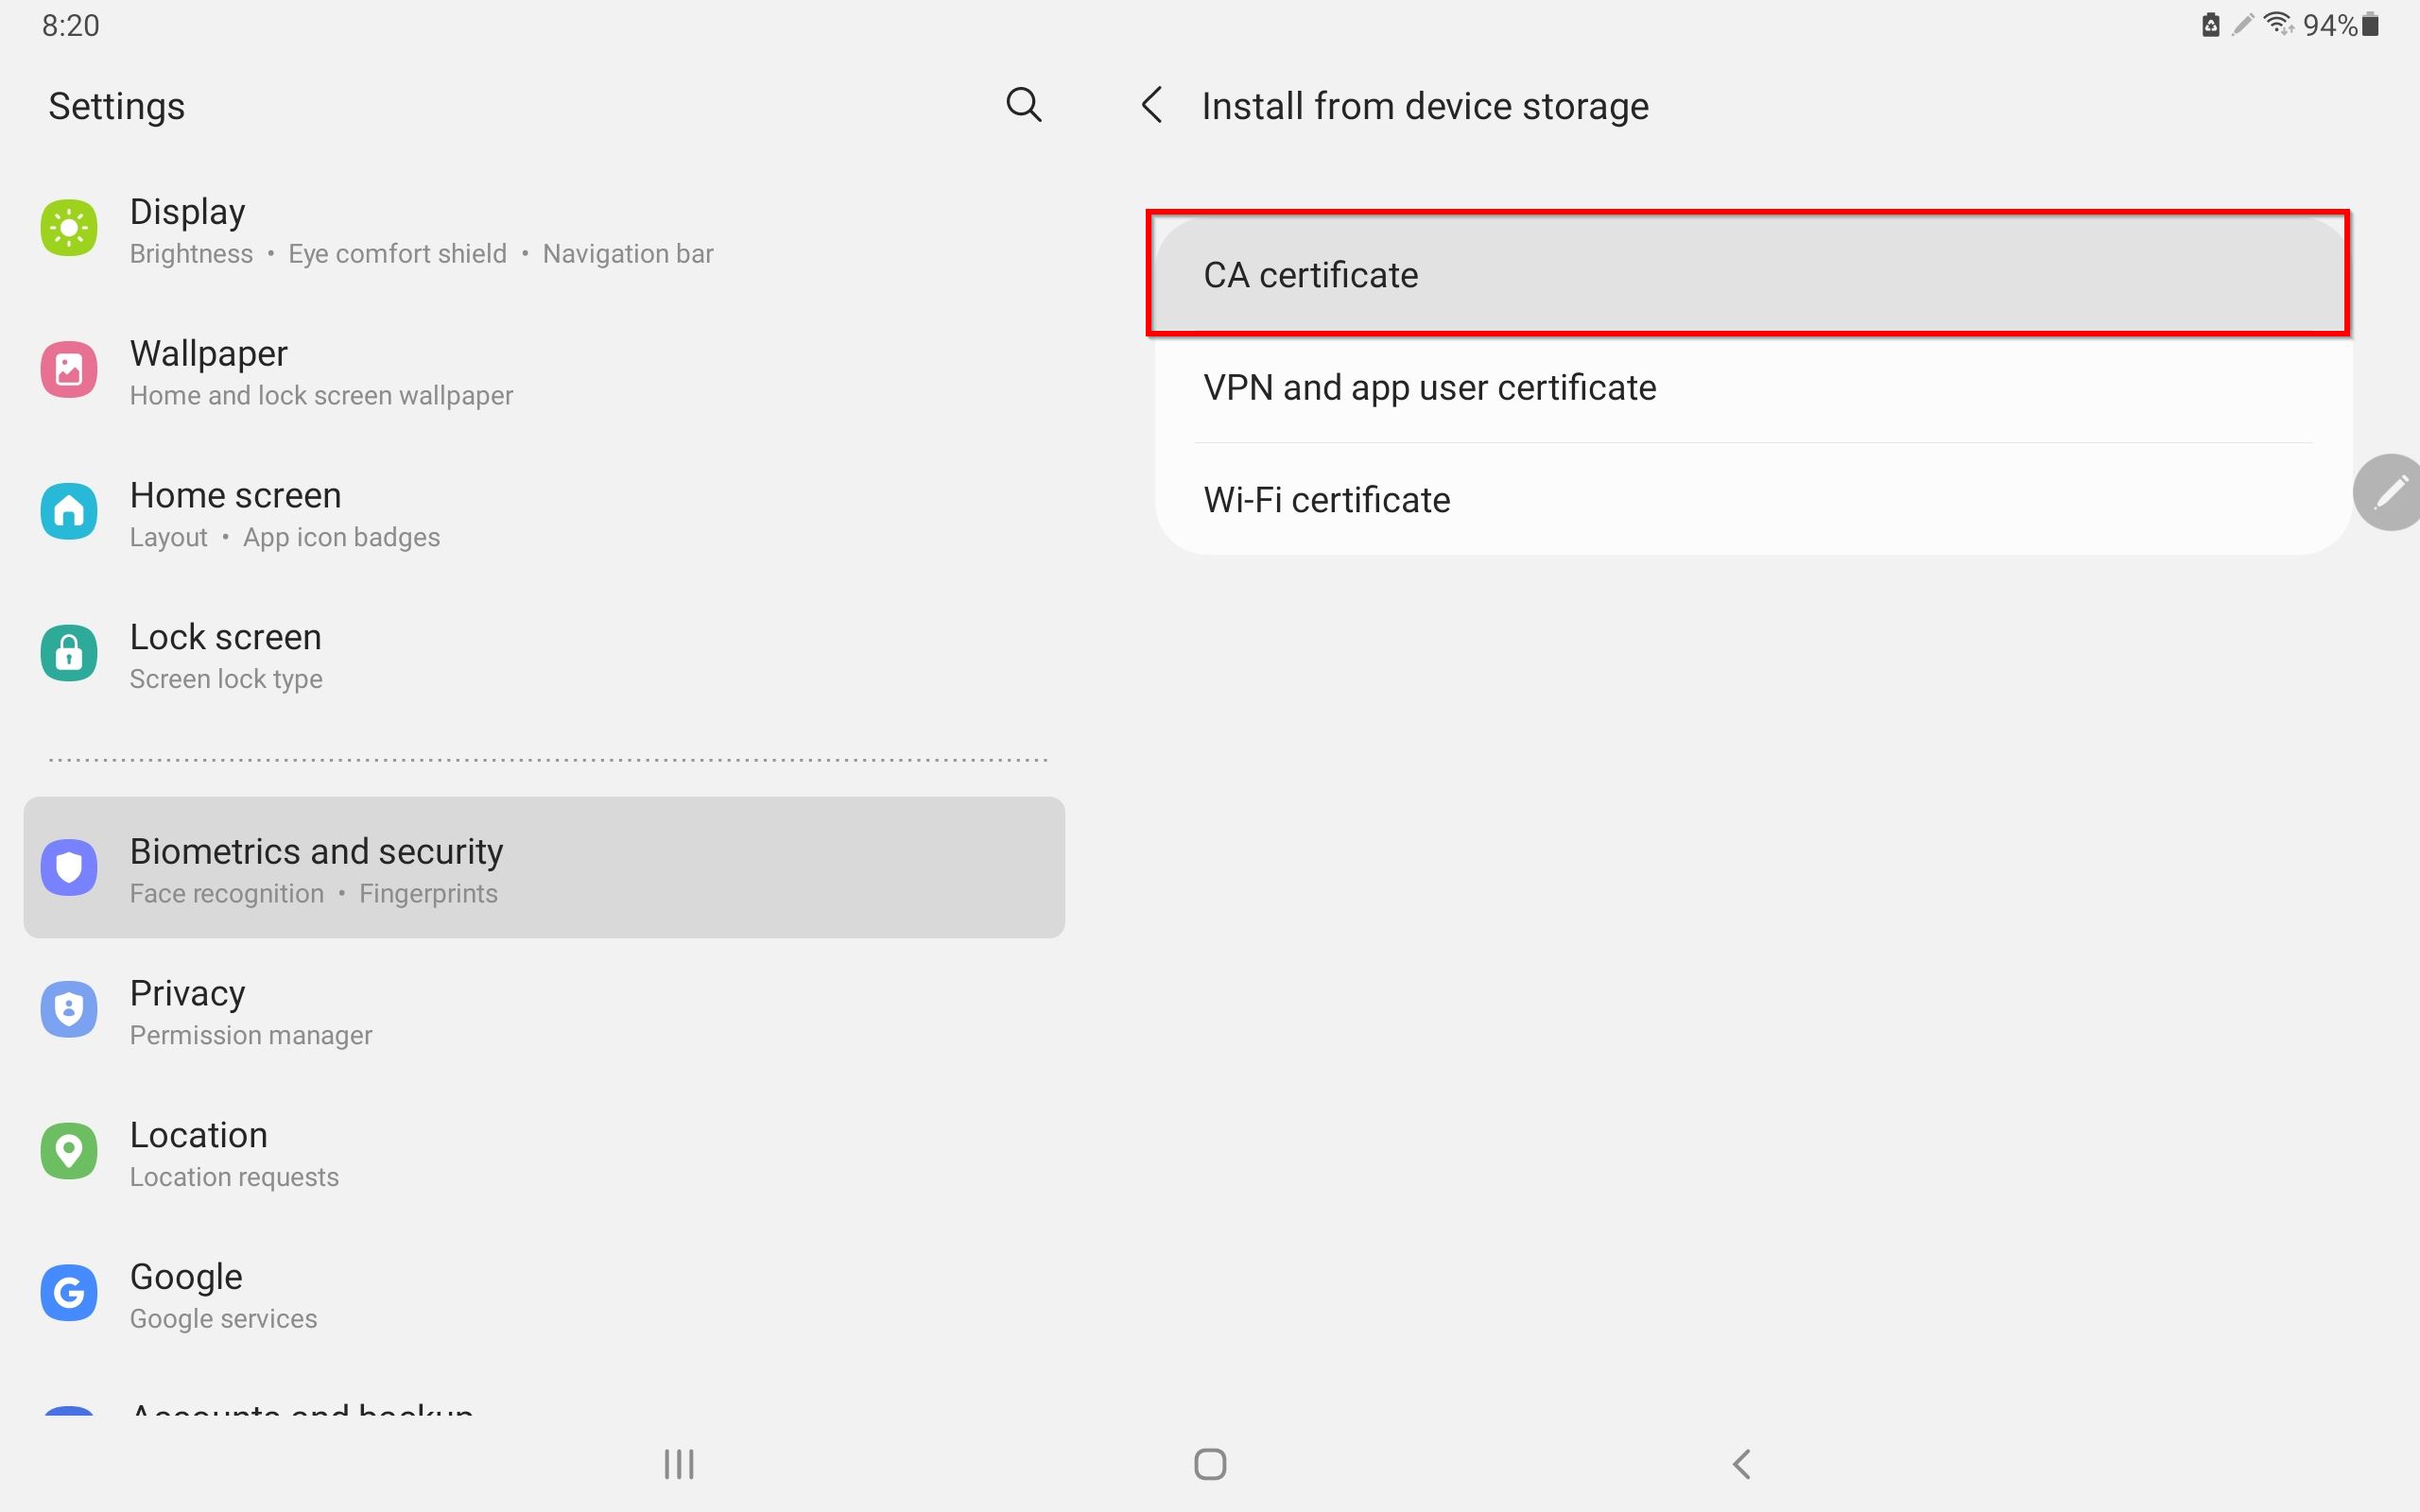 8:20
94%
Settings
Install from device storage
Display
Brightness • Eye comfort shield • Navigation bar
Wallpaper
Home and lock screen wallpaper
Home screen
Layout • App icon badges
Lock screen
Screen lock type
Biometrics and security
Face recognition • Fingerprints
Privacy
Permission manager
Location
Location requests
Google
Google services
Accounts and backup
CA certificate
VPN and app user certificate
Wi-Fi certificate